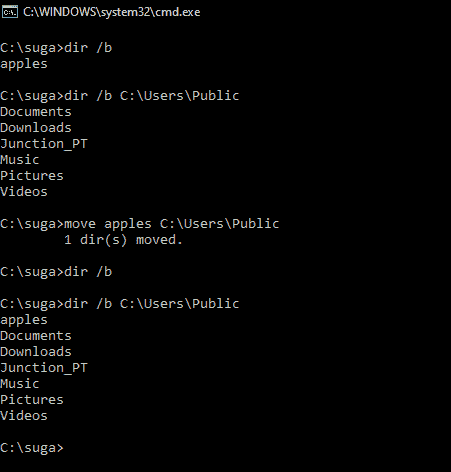 C:\WINDOWS\system32\cmd.exe
C:\suga>dir /b
apples
C:\suga>dir /b C:\Users\Public
Documents
Downloads
Junction_PT
Music
Pictures
Videos
C:\suga>move apples C:\Users\Public
        1 dir(s) moved.
C:\suga>dir /b
C:\suga>dir /b C:\Users\Public
apples
Documents
Downloads
Junction_PT
Music
Pictures
Videos
C:\suga>